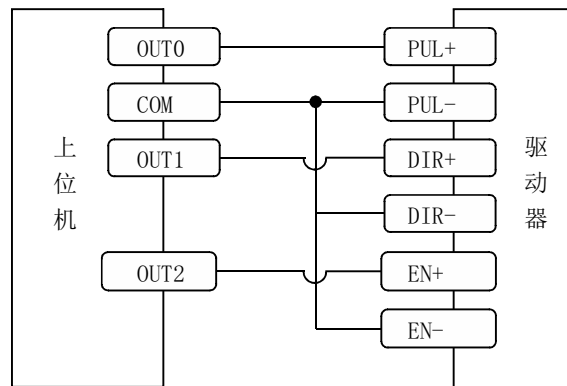 OUT0
PUL+
COM
PUL-
OUT1
DIR+
DIR-
OUT2
EN+
EN-
上位机
驱动器